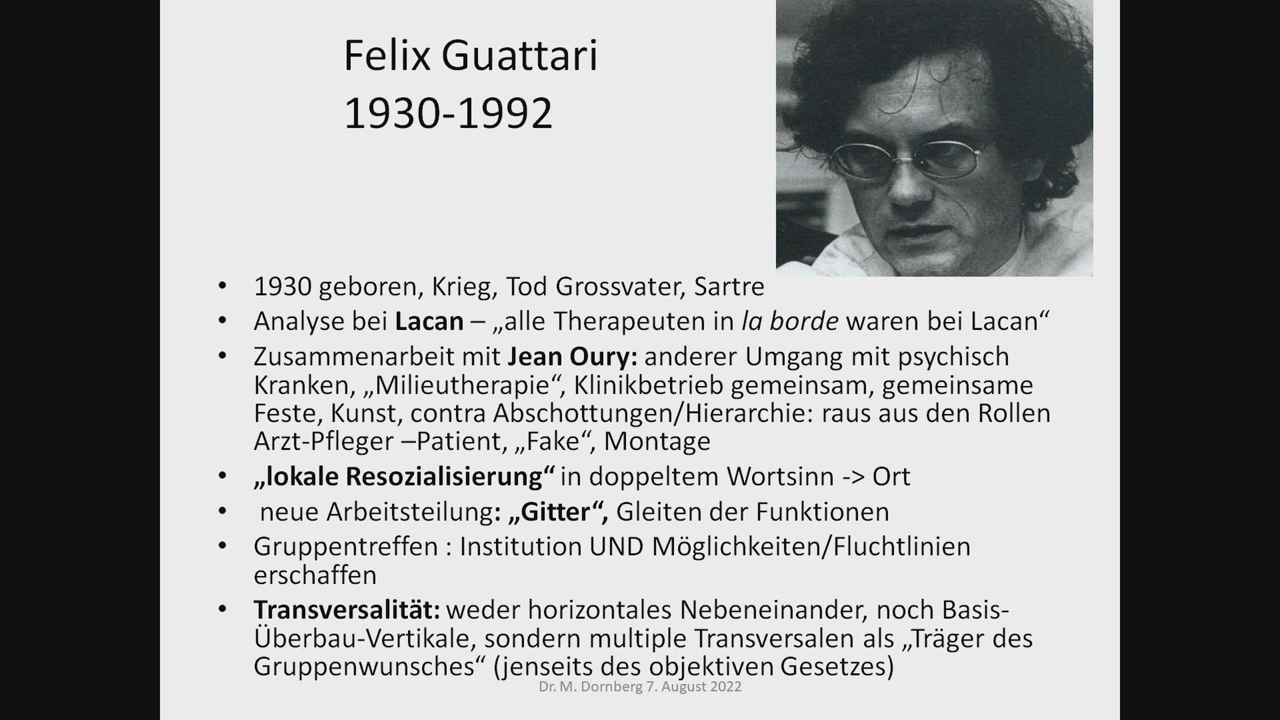 Felix Guattari
1930-1992
• 1930 geboren, Krieg, Tod Grossvater, Sartre
• Analyse bei Lacan – „alle Therapeuten in la borde waren bei Lacan“
• Zusammenarbeit mit Jean Oury: anderer Umgang mit psychisch
Kranken, „Milieutherapie“, Klinikbetrieb gemeinsam, gemeinsame
Feste, Kunst, contra Abschottungen/Hierarchie: raus aus den Rollen
Arzt-Pfleger –Patient, „Fake“, Montage
• „lokale Resozialisierung“ in doppeltem Wortsinn -> Ort
• neue Arbeitsteilung: „Gitter“, Gleiten der Funktionen
• Gruppentreffen : Institution UND Möglichkeiten/Fluchtlinien
erschaffen
• Transversalität: weder horizontales Nebeneinander, noch Basis-
Überbau-Vertikale, sondern multiple Transversalen als „Träger des
Gruppenwunsches“ (jenseits des objektiven Gesetzes)
Dr. M. Dornberg 7. August 2022